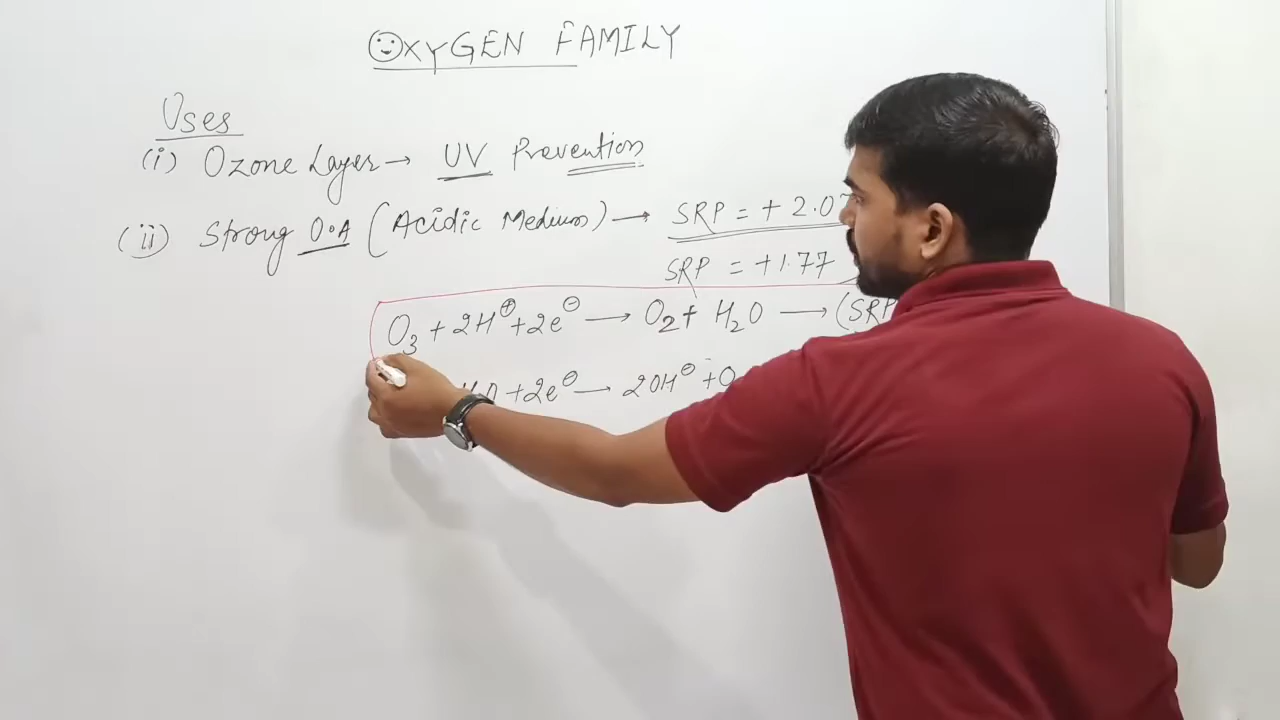 OXYGEN FAMILY
Uses
(i) Ozone Layer → UV Prevention
(ii) Strong O.A (Acidic Medium) → SRP = + 2.0
SRP = +1.77
O₃ + 2H⊕ + 2e⊖ → O₂ + H₂O → (SRP
+ 2e⊖ → 2OH⊖ + O